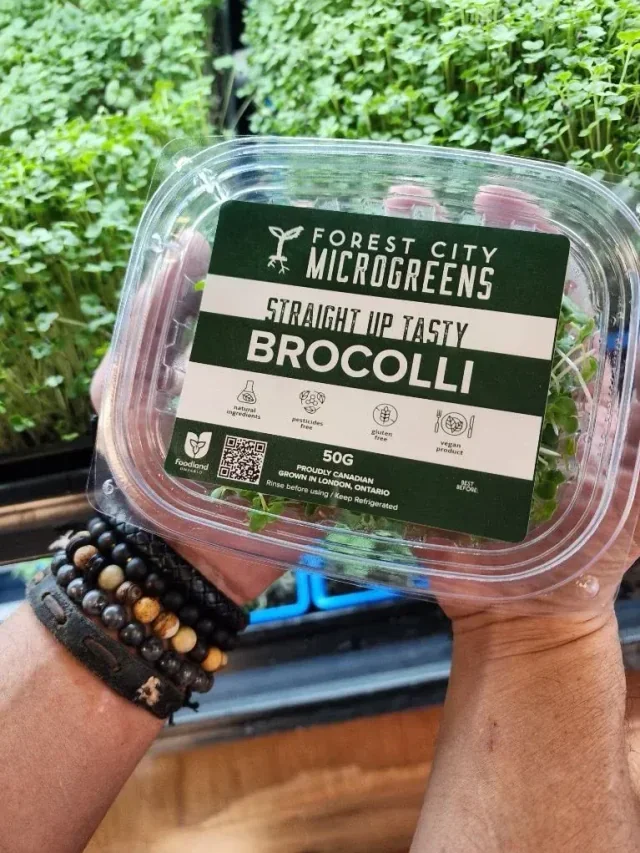 FOREST CITY
MICROGREENS
STRAIGHT UP TASTY
BROCOLLI
natural
ingredients
pesticides
free
gluten
free
vegan
product
Foodland
ONTARIO
50G
PROUDLY CANADIAN
GROWN IN LONDON, ONTARIO
Rinse before using / Keep Refrigerated
BEST
BEFORE: